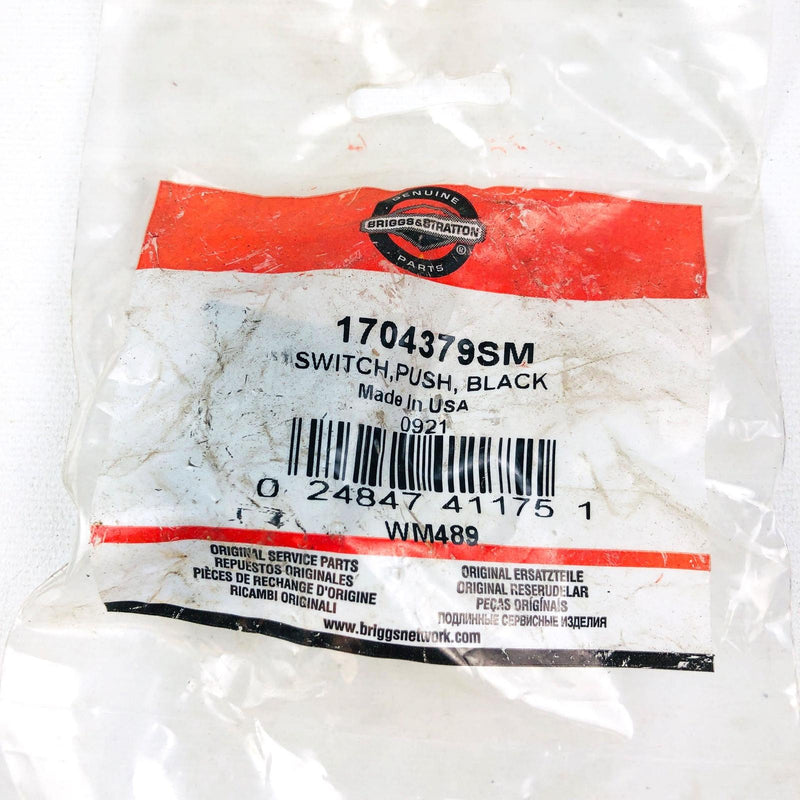 GENUINE
BRIGGS&STRATTON
®
PARTS
1704379SM
SWITCH,PUSH, BLACK
Made In USA
0921
0 24847 41175 1
WM489
ORIGINAL SERVICE PARTS
REPUESTOS ORIGINALES
PIÈCES DE RECHANGE D'ORIGINE
RICAMBI ORIGINALI
ORIGINAL ERSATZTEILE
ORIGINAL RESERUDELAR
PEÇAS ORIGINAIS
ПОДЛИННЫЕ СЕРВИСНЫЕ ИЗДЕЛИЯ
www.briggsnetwork.com